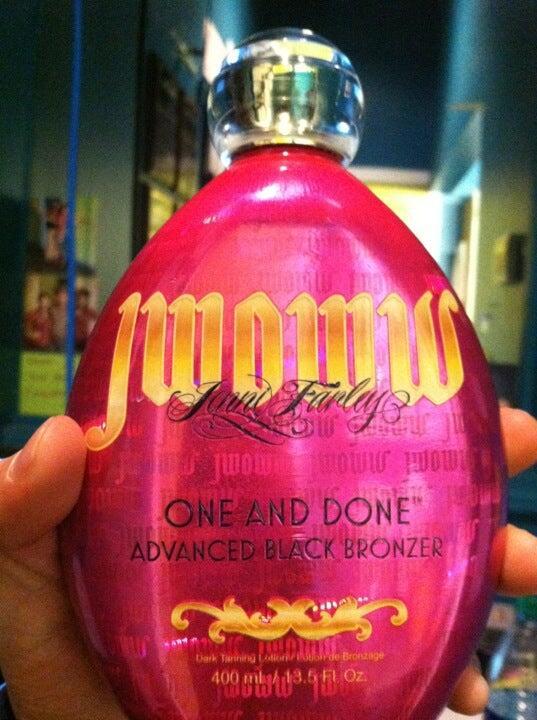 JWOWW
Jenni Farley
ONE AND DONE™
ADVANCED BLACK BRONZER
Dark Tanning Lotion / Lotion de Bronzage
400 mL / 13.5 Fl. Oz.